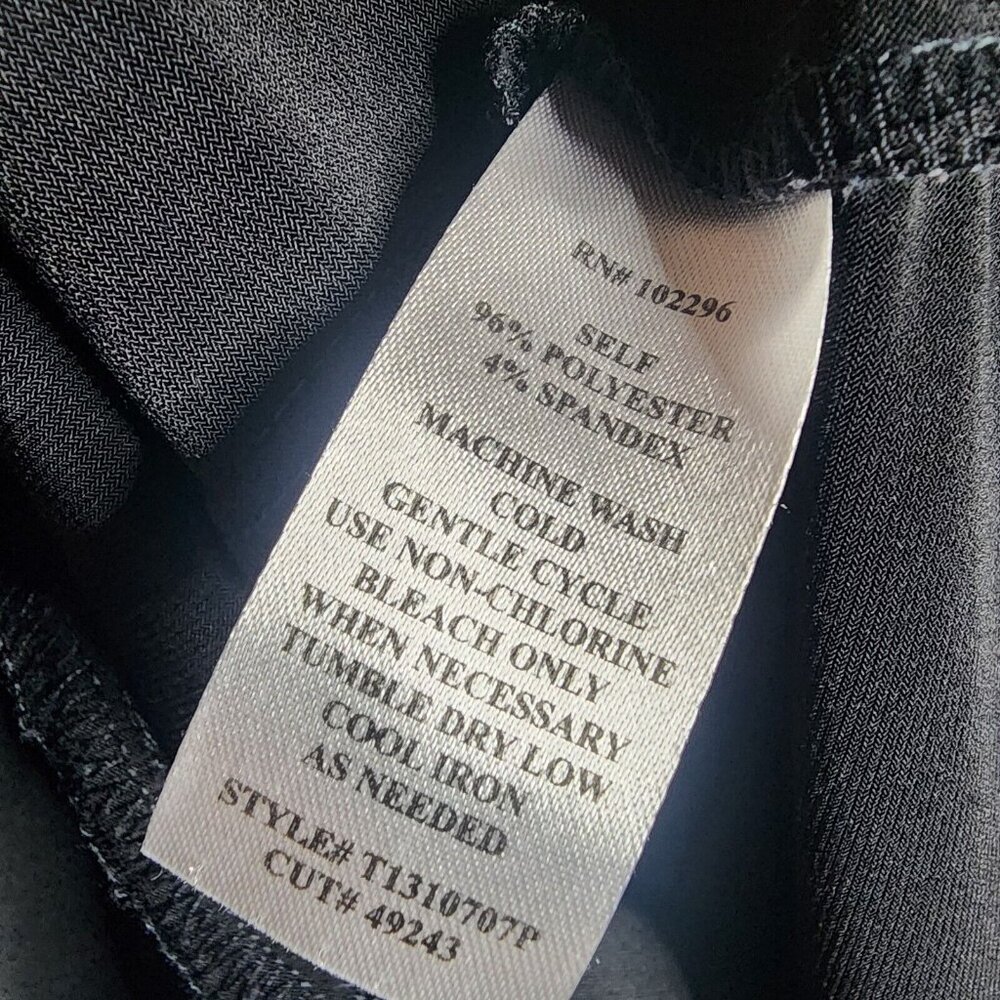 RN# 102296
SELF
96% POLYESTER
4% SPANDEX
MACHINE WASH
COLD
GENTLE CYCLE
USE NON-CHLORINE
BLEACH ONLY
WHEN NECESSARY
TUMBLE DRY LOW
COOL IRON
AS NEEDED
STYLE# T1310707P
CUT# 49243